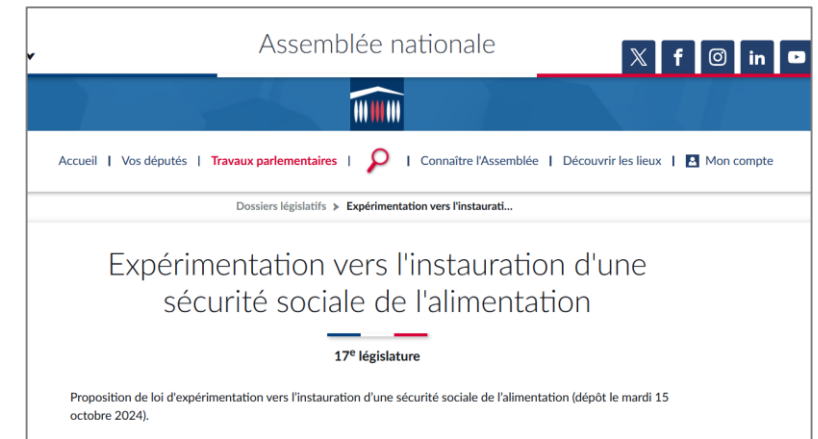 Assemblée nationale
Accueil | Vos députés | Travaux parlementaires | | Connaître l'Assemblée | Découvrir les lieux | Mon compte
Dossiers législatifs > Expérimentation vers l'instaurati...
Expérimentation vers l'instauration d'une
sécurité sociale de l'alimentation
17e législature
Proposition de loi d'expérimentation vers l'instauration d'une sécurité sociale de l'alimentation (dépôt le mardi 15
octobre 2024).